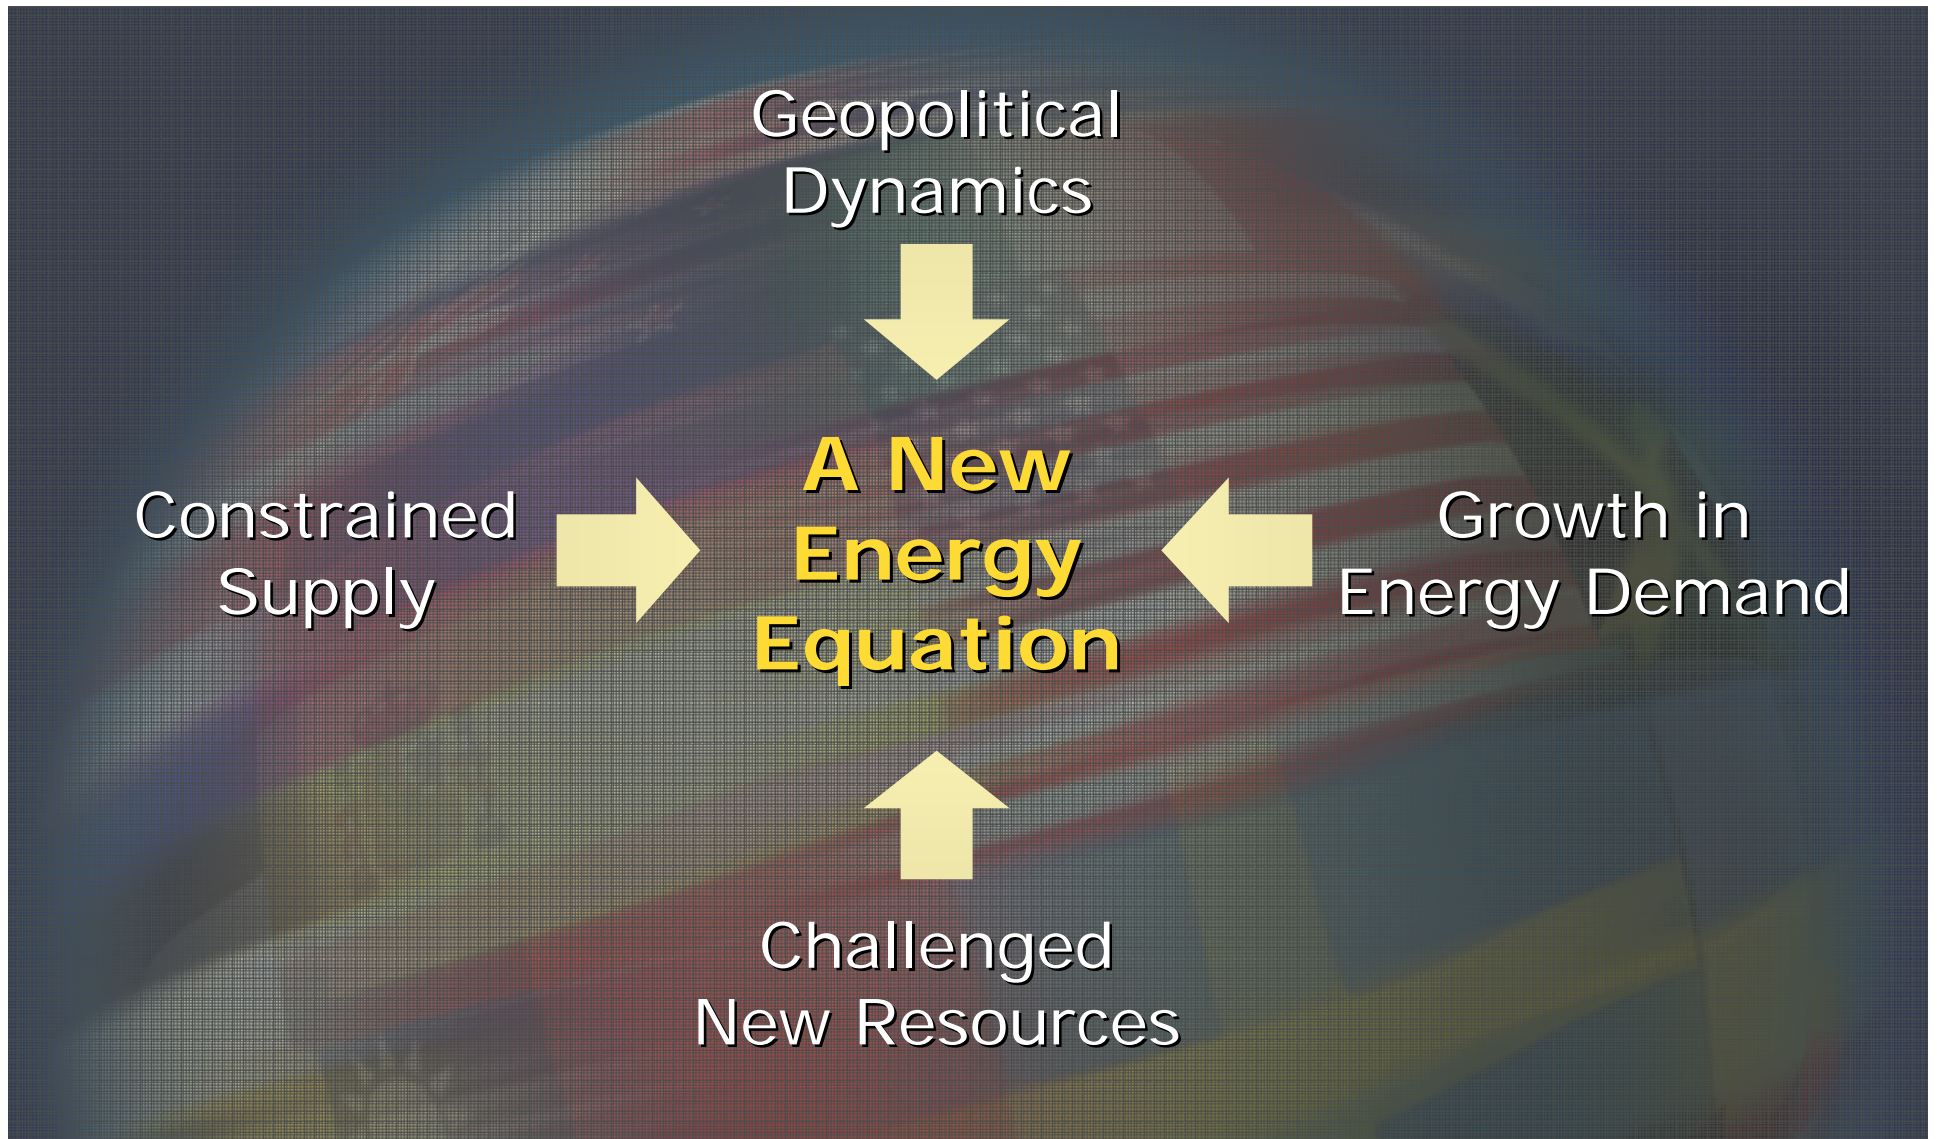 Geopolitical
Dynamics
A New
Energy
Equation
Constrained
Supply
Growth in
Energy Demand
Challenged
New Resources